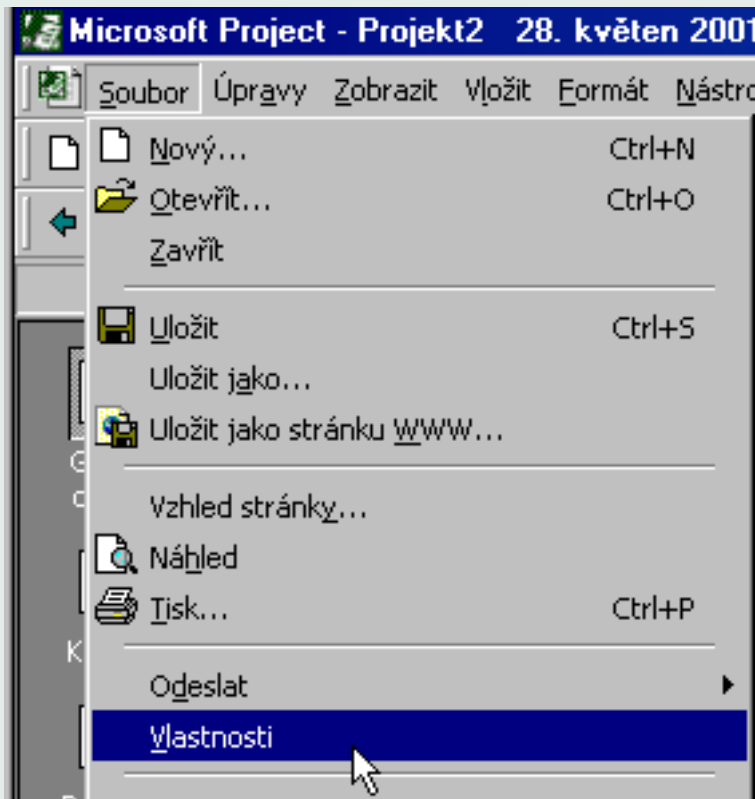 Microsoft Project - Projekt2 28. květen 2001
Soubor Úpravy Zobrazit Vložit Formát Nástro
Nový... Ctrl+N
Otevřít... Ctrl+O
Zavřít
Uložit Ctrl+S
Uložit jako...
Uložit jako stránku WWW...
Vzhled stránky...
Náhled
Tisk... Ctrl+P
Odeslat
Vlastnosti